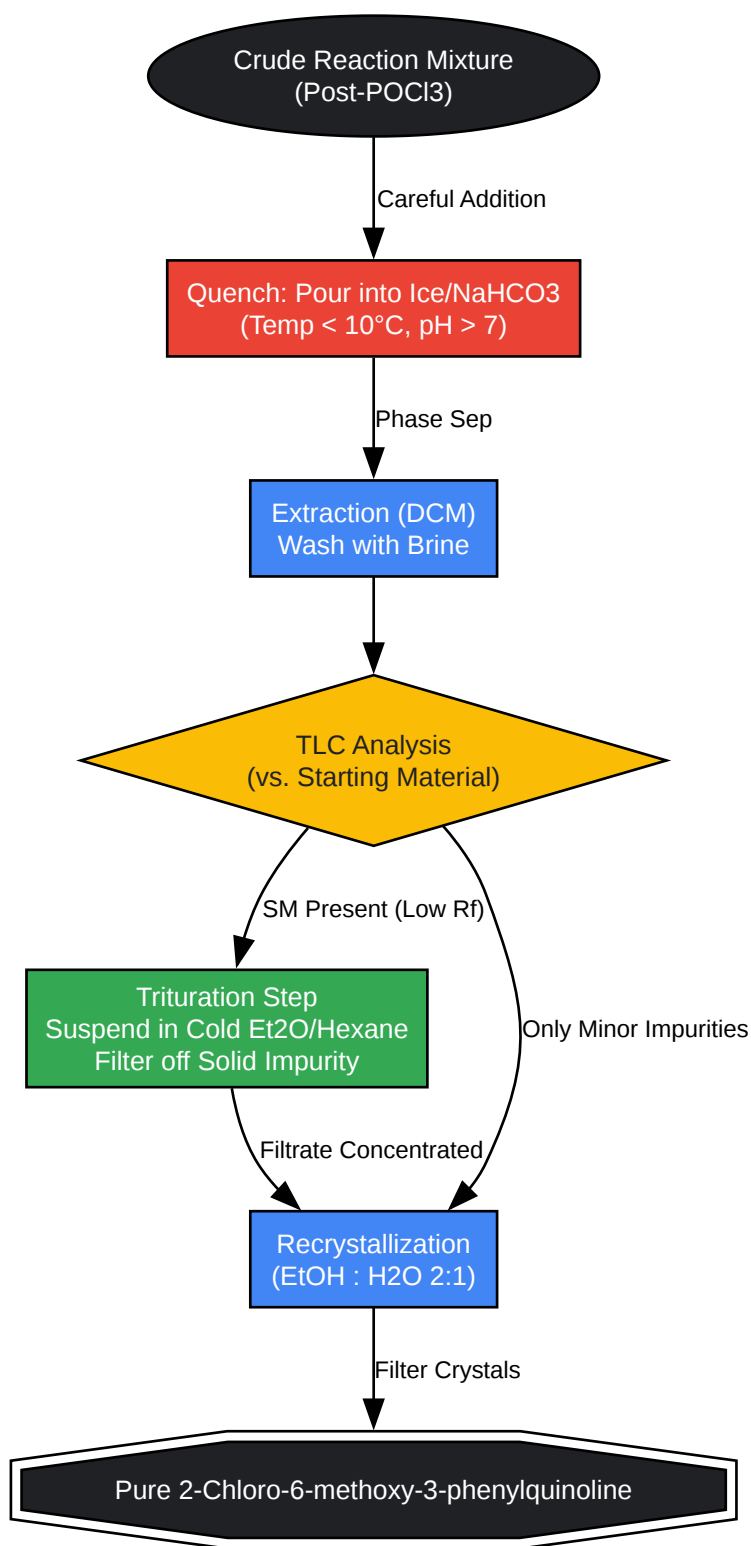 Crude Reaction Mixture
(Post-POCl3)
Careful Addition
Quench: Pour into Ice/NaHCO3
(Temp < 10°C, pH > 7)
Phase Sep
Extraction (DCM)
Wash with Brine
TLC Analysis
(vs. Starting Material)
SM Present (Low Rf)
Trituration Step
Suspend in Cold Et2O/Hexane
Filter off Solid Impurity
Only Minor Impurities
Filtrate Concentrated
Recrystallization
(EtOH : H2O 2:1)
Filter Crystals
Pure 2-Chloro-6-methoxy-3-phenylquinoline